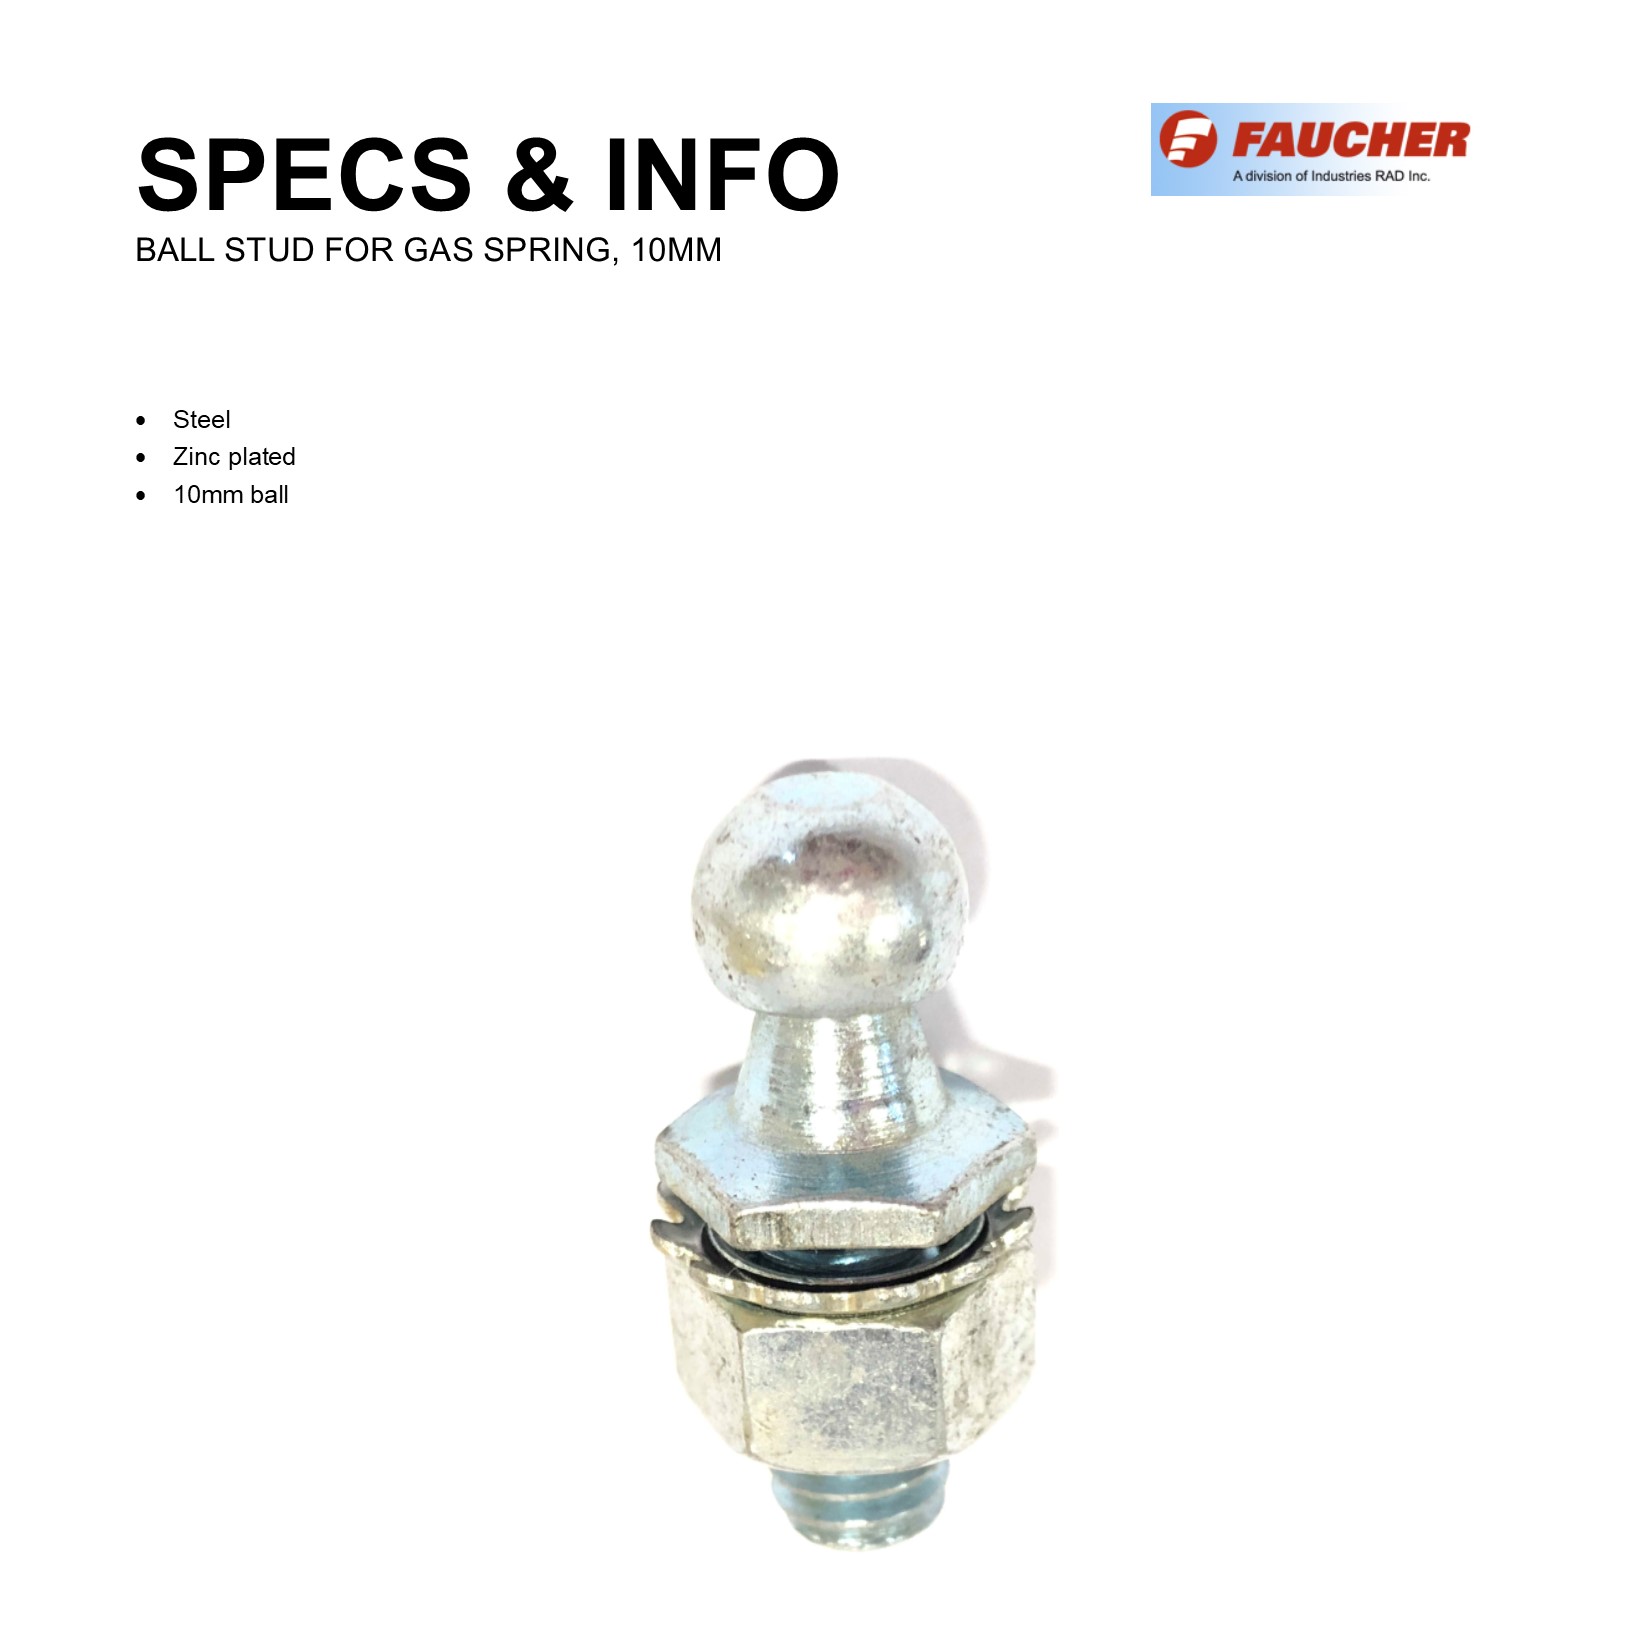 SPECS & INFO
BALL STUD FOR GAS SPRING, 10MM
FAUCHER
A division of Industries RAD Inc.
• Steel
• Zinc plated
• 10mm ball